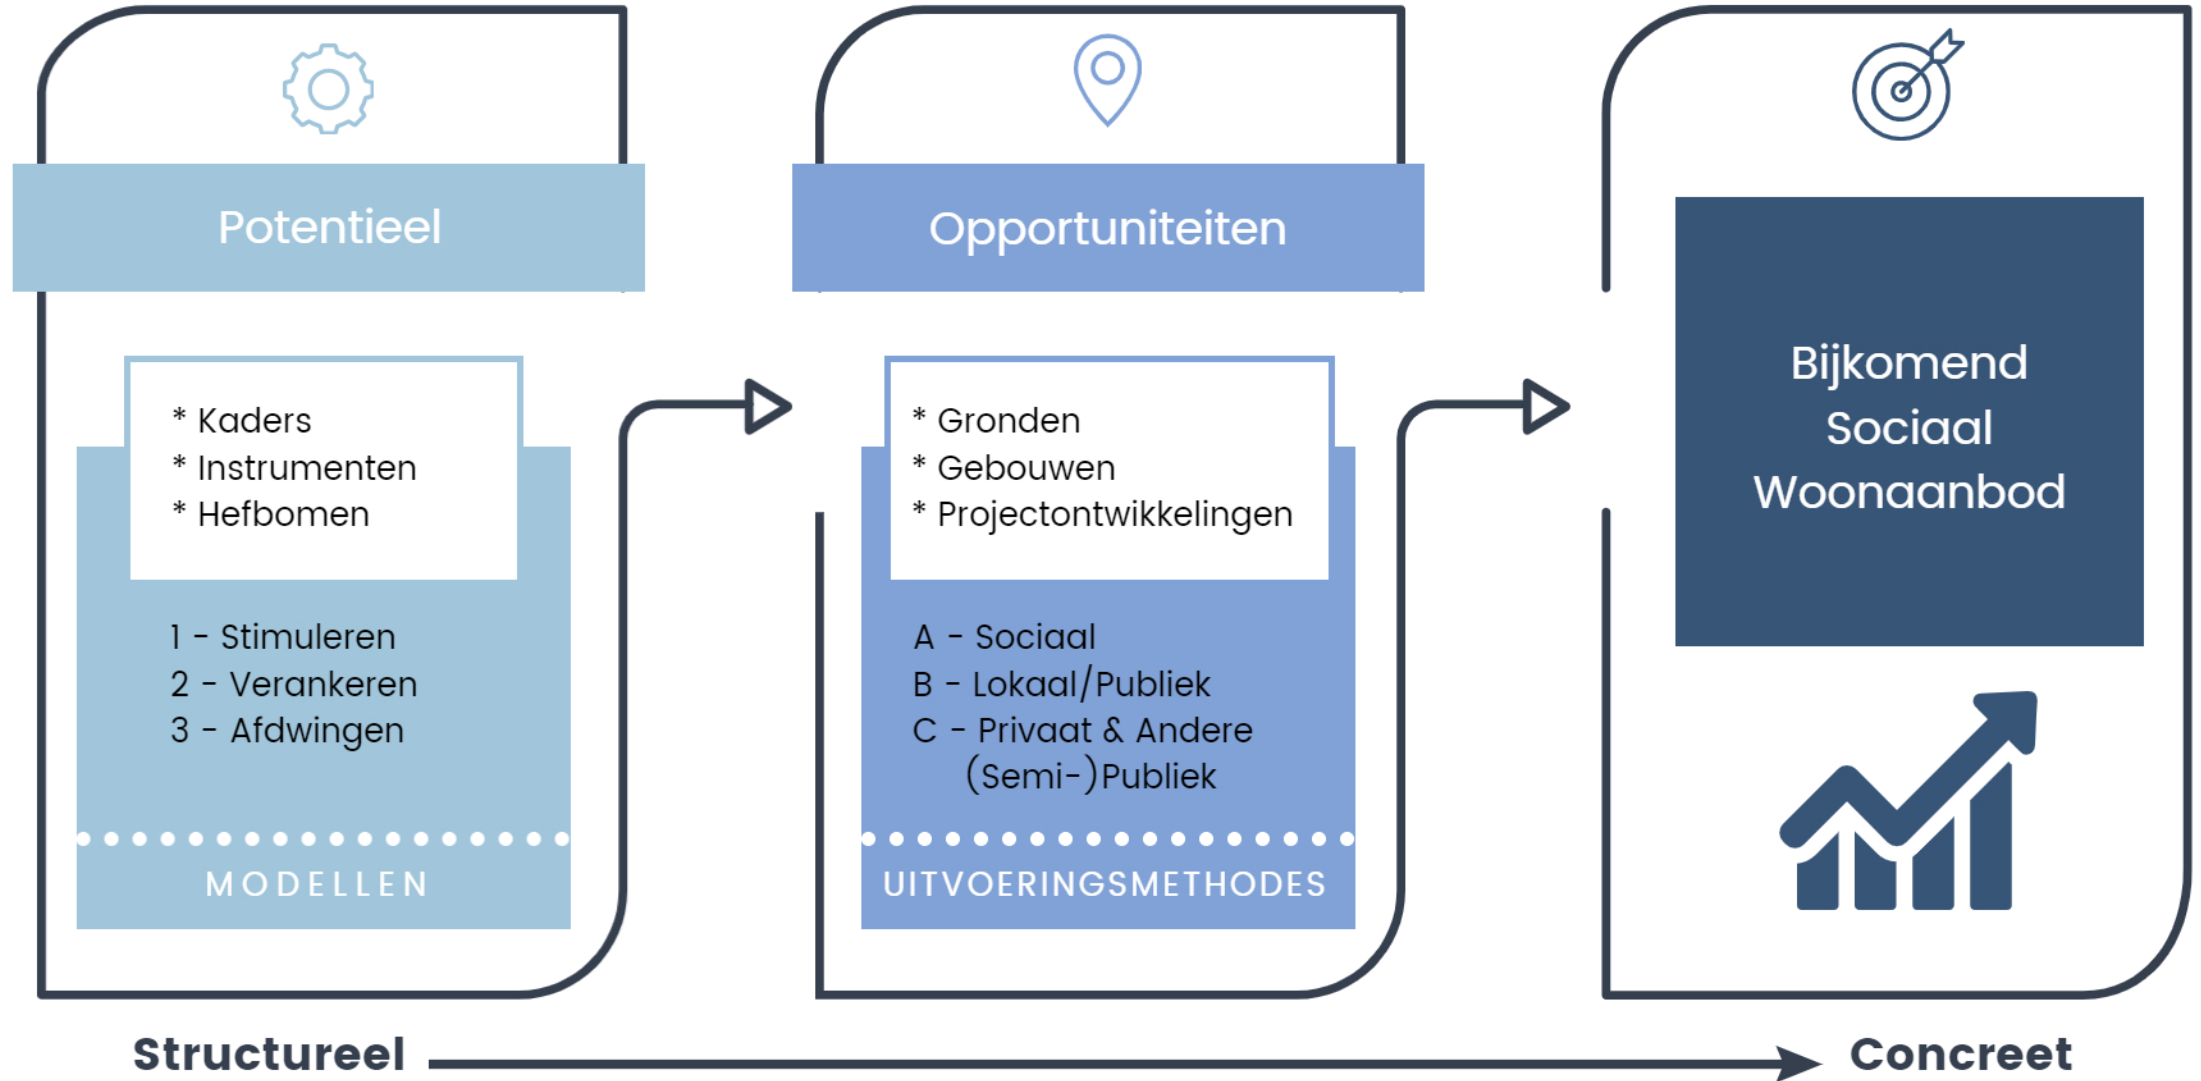 Potentieel
* Kaders
* Instrumenten
* Hefbomen
1 - Stimuleren
2 - Verankeren
3 - Afdwingen
MODELLEN
Opportuniteiten
* Gronden
* Gebouwen
* Projectontwikkelingen
A - Sociaal
B - Lokaal/Publiek
C - Privaat & Andere
(Semi-)Publiek
UITVOERINGSMETHODES
Bijkomend
Sociaal
Woonaanbod
Structureel
Concreet